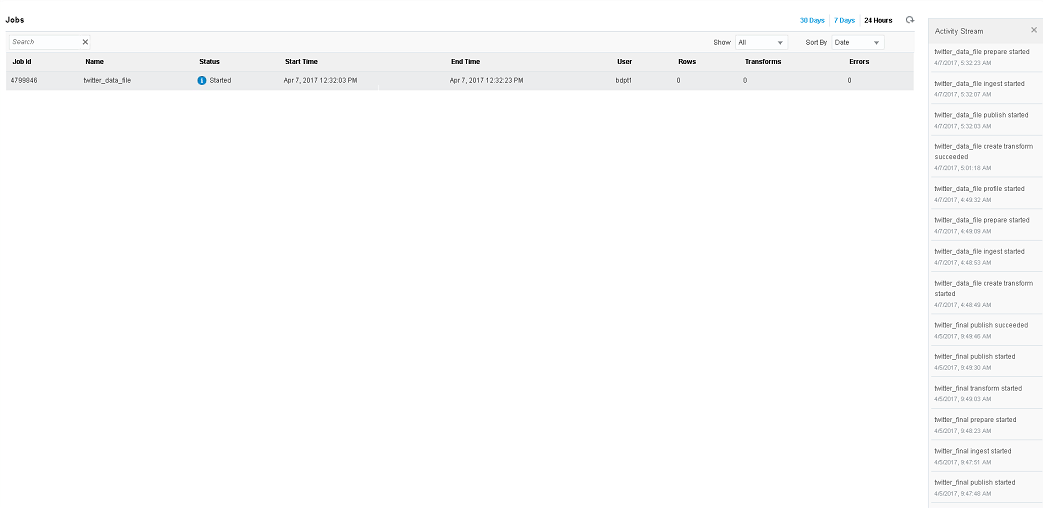 Jobs
30 Days 7 Days 24 Hours
Search Show All Sort By Date
Job Id Name Status Start Time End Time User Rows Transforms Errors
4799846 twitter_data_file Started Apr 7, 2017 12:32:03 PM Apr 7, 2017 12:32:23 PM bdpt1 0 0 0
Activity Stream
twitter_data_file prepare started
4/7/2017, 5:32:23 AM
twitter_data_file ingest started
4/7/2017, 5:32:07 AM
twitter_data_file publish started
4/7/2017, 5:32:03 AM
twitter_data_file create transform
succeeded
4/7/2017, 5:01:18 AM
twitter_data_file profile started
4/7/2017, 4:49:32 AM
twitter_data_file prepare started
4/7/2017, 4:49:09 AM
twitter_data_file ingest started
4/7/2017, 4:48:53 AM
twitter_data_file create transform
started
4/7/2017, 4:48:49 AM
twitter_final publish succeeded
4/5/2017, 9:49:46 AM
twitter_final publish started
4/5/2017, 9:49:30 AM
twitter_final transform started
4/5/2017, 9:49:03 AM
twitter_final prepare started
4/5/2017, 9:48:23 AM
twitter_final ingest started
4/5/2017, 9:47:51 AM
twitter_final publish started
4/5/2017, 9:47:48 AM